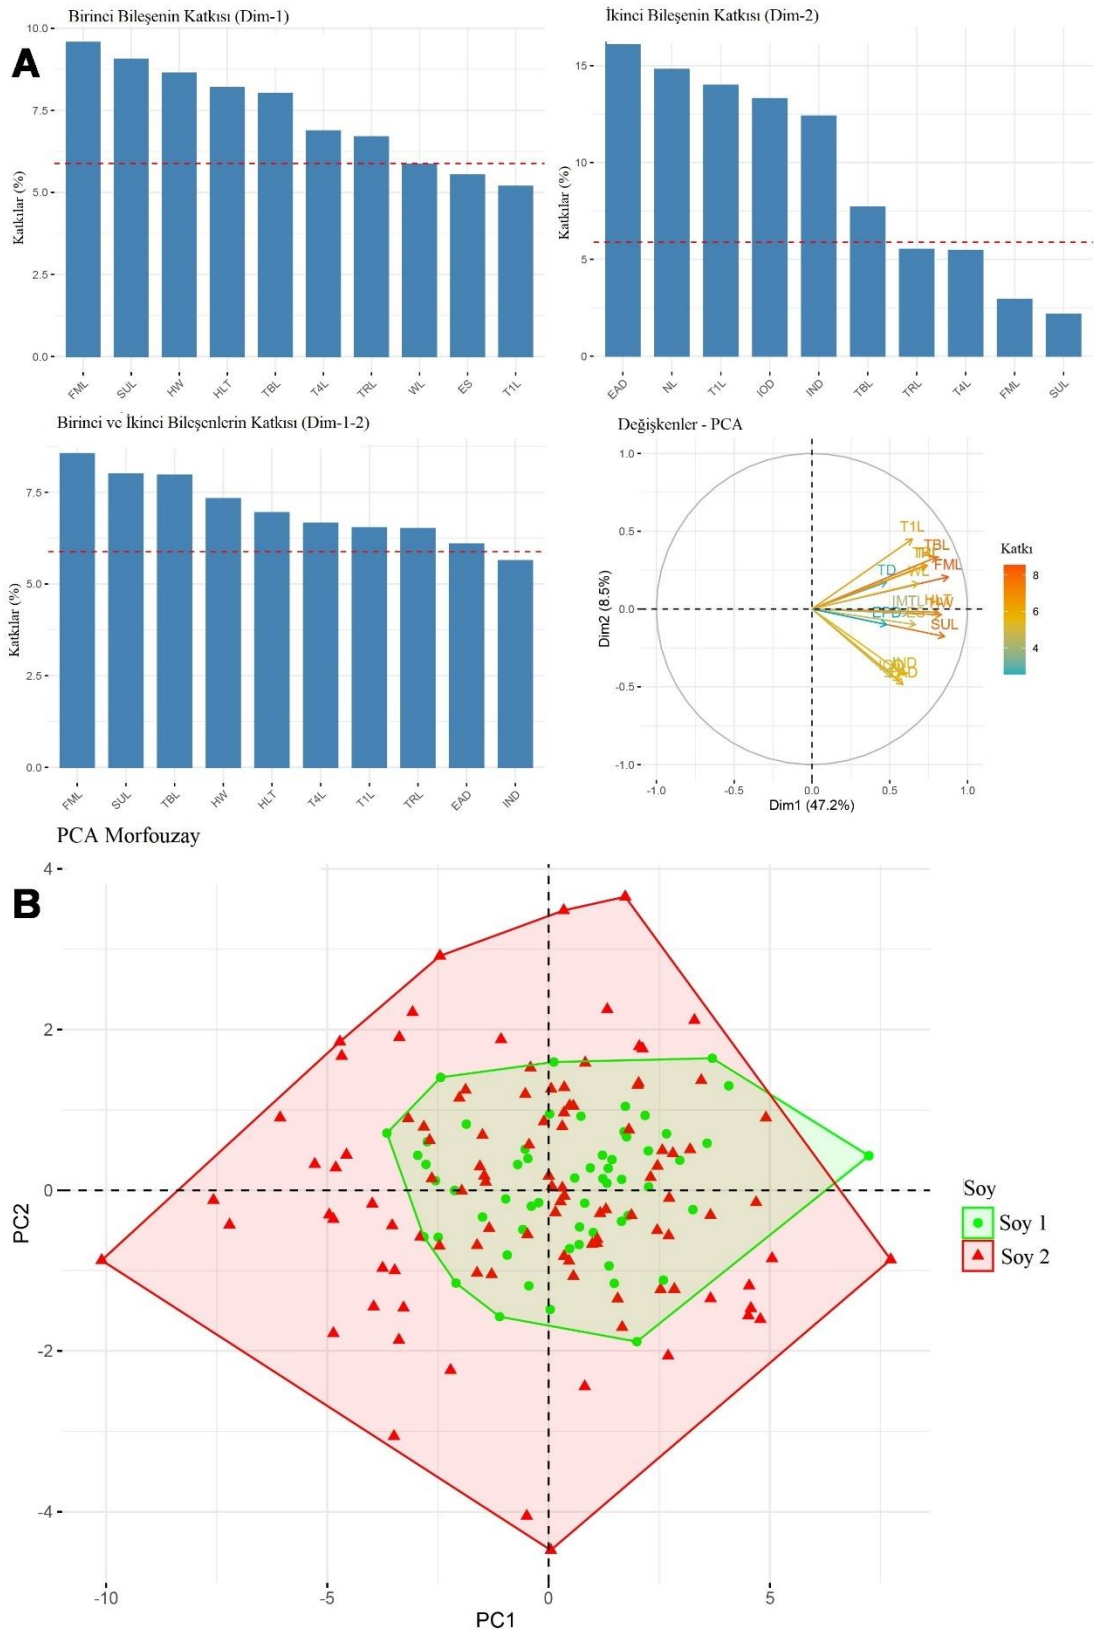 Birinci Bileşenin Katkısı (Dim-1)
A
Katkılar (%)
10.0
7.5
5.0
2.5
0.0
FML SUL HW HLT TBL T4L TRL WL ES T1L
İkinci Bileşenin Katkısı (Dim-2)
Katkılar (%)
15
10
5
0
EAD NL T1L IOD IND TBL TRL T4L FML SUL
Birinci ve İkinci Bileşenlerin Katkısı (Dim-1-2)
Katkılar (%)
7.5
5.0
2.5
0.0
FML SUL TBL HW HLT T4L T1L TRL EAD IND
Değişkenler - PCA
Dim2 (8.5%)
1.0
0.5
0.0
-0.5
-1.0
T1L
TBL
FML
TD
WL
IMTL
HLT
SUL
IND
-1.0 -0.5 0.0 0.5 1.0
Dim1 (47.2%)
Katkı
8
6
4
PCA Morfouzay
B
PC2
4
2
0
-2
-4
-10 -5 0 5
PC1
Soy
Soy 1
Soy 2